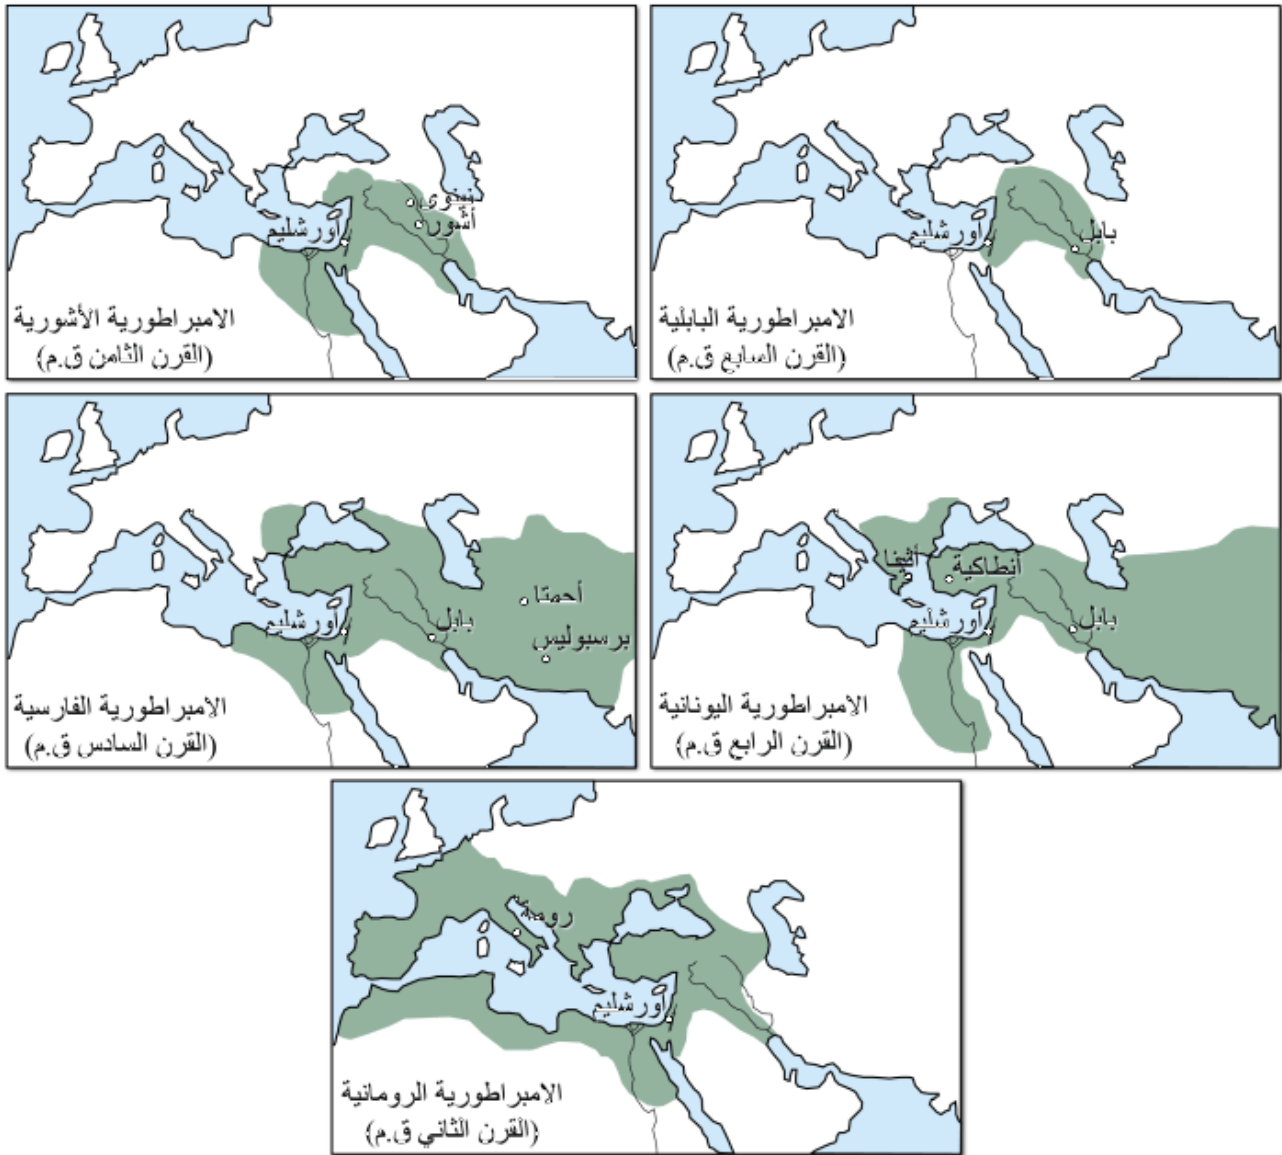 نينوى
أشور
أورشليم
الامبراطورية الأشورية
(القرن الثامن ق.م)
أورشليم
بابل
الامبراطورية البابلية
(القرن السابع ق.م)
أحمتا
بابل
أورشليم
برسبوليس
الامبراطورية الفارسية
(القرن السادس ق.م)
أثينا
أنطاكية
أورشليم
بابل
الامبراطورية اليونانية
(القرن الرابع ق.م)
رومة
أورشليم
الامبراطورية الرومانية
(القرن الثاني ق.م)